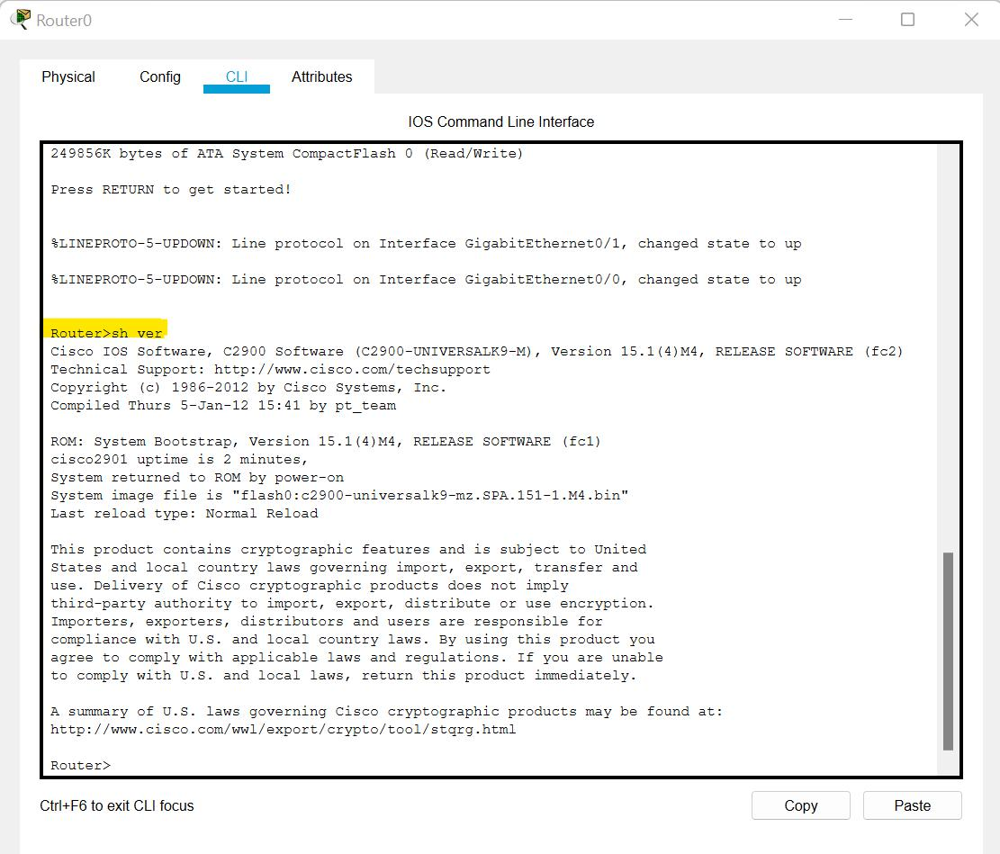 Router0
Physical Config CLI Attributes
IOS Command Line Interface
249856K bytes of ATA System CompactFlash 0 (Read/Write)
Press RETURN to get started!
%LINEPROTO-5-UPDOWN: Line protocol on Interface GigabitEthernet0/1, changed state to up
%LINEPROTO-5-UPDOWN: Line protocol on Interface GigabitEthernet0/0, changed state to up
Router>sh ver
Cisco IOS Software, C2900 Software (C2900-UNIVERSALK9-M), Version 15.1(4)M4, RELEASE SOFTWARE (fc2)
Technical Support: http://www.cisco.com/techsupport
Copyright (c) 1986-2012 by Cisco Systems, Inc.
Compiled Thurs 5-Jan-12 15:41 by pt_team
ROM: System Bootstrap, Version 15.1(4)M4, RELEASE SOFTWARE (fc1)
cisco2901 uptime is 2 minutes,
System returned to ROM by power-on
System image file is "flash0:c2900-universalk9-mz.SPA.151-1.M4.bin"
Last reload type: Normal Reload
This product contains cryptographic features and is subject to United
States and local country laws governing import, export, transfer and
use. Delivery of Cisco cryptographic products does not imply
third-party authority to import, export, distribute or use encryption.
Importers, exporters, distributors and users are responsible for
compliance with U.S. and local country laws. By using this product you
agree to comply with applicable laws and regulations. If you are unable
to comply with U.S. and local laws, return this product immediately.
A summary of U.S. laws governing Cisco cryptographic products may be found at:
http://www.cisco.com/wwl/export/crypto/tool/stqrg.html
Router>
Ctrl+F6 to exit CLI focus
Copy Paste